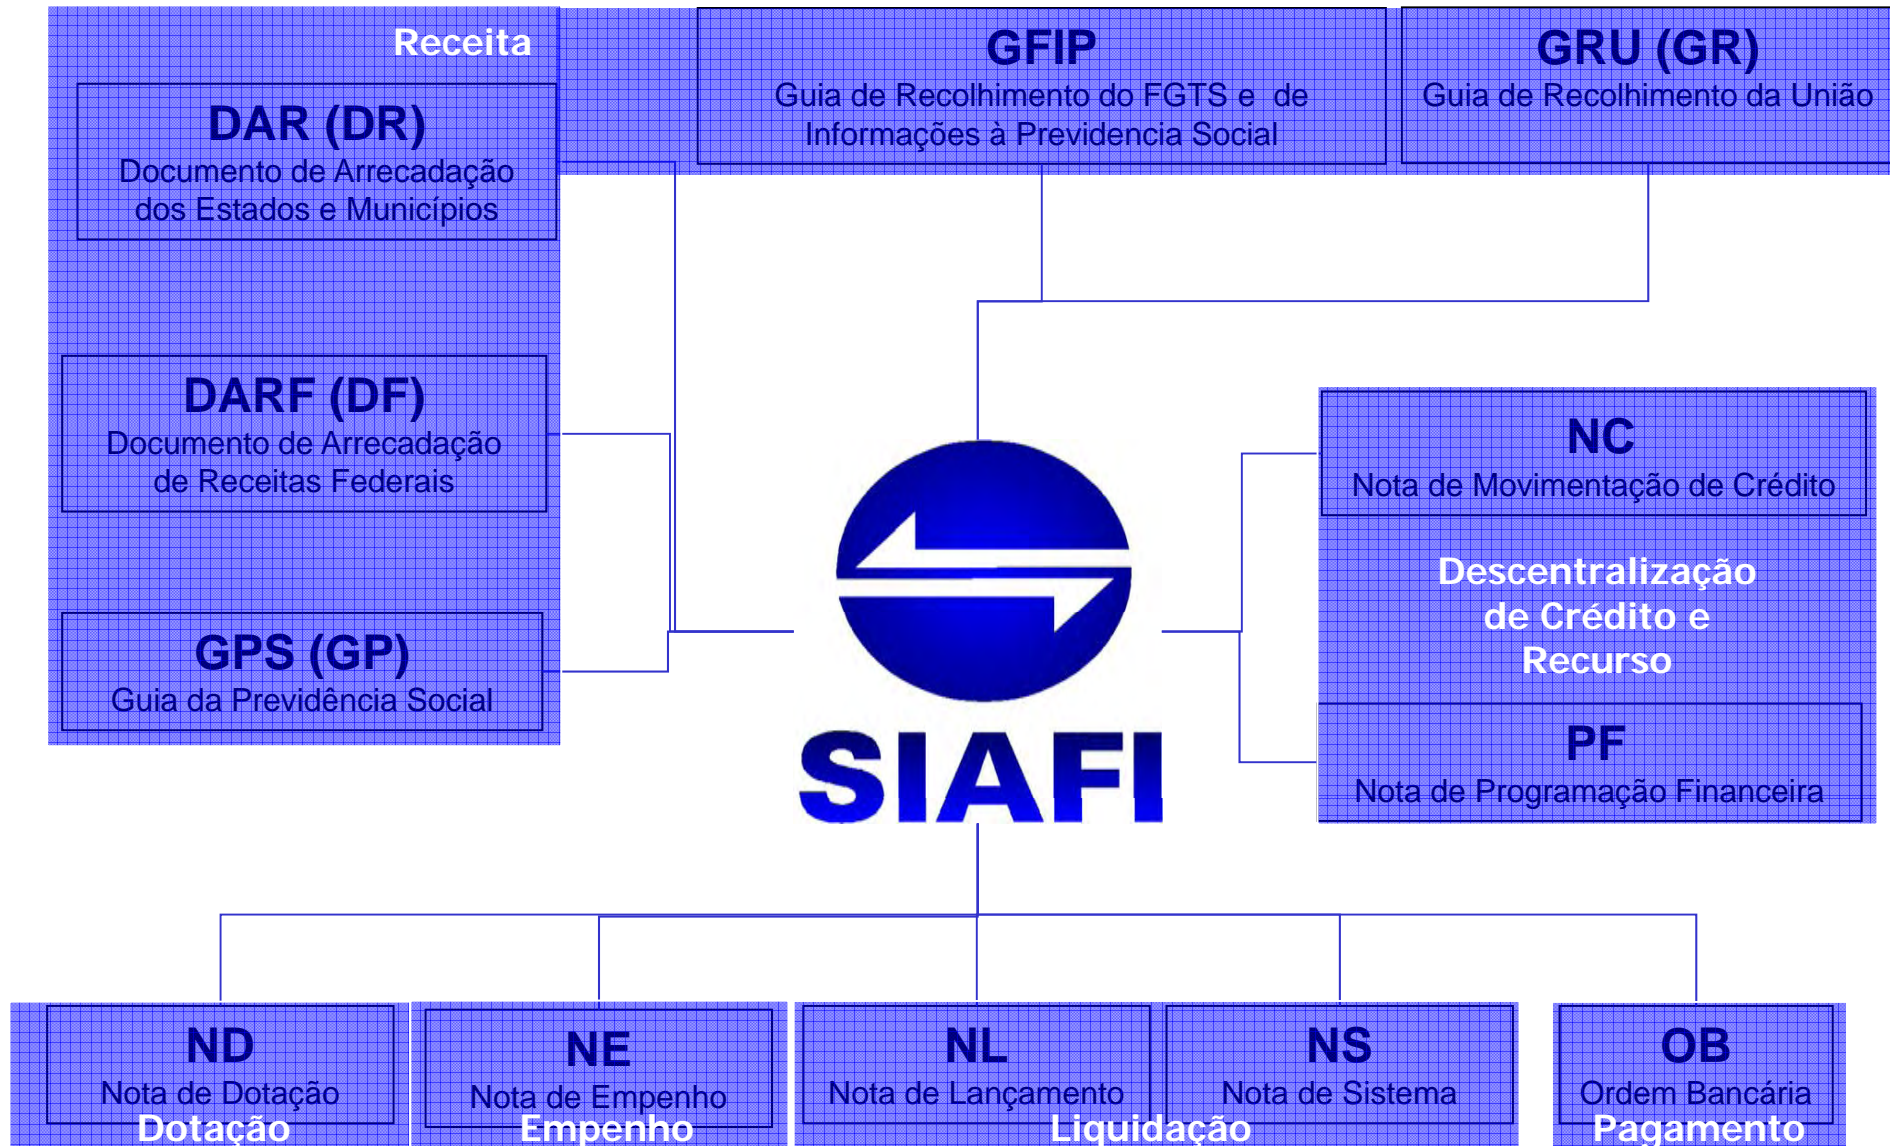 Receita
DAR (DR)
Documento de Arrecadação
dos Estados e Municípios
DARF (DF)
Documento de Arrecadação
de Receitas Federais
GPS (GP)
Guia da Previdência Social
GFIP
Guia de Recolhimento do FGTS e de
Informações à Previdencia Social
GRU (GR)
Guia de Recolhimento da União
SIAFI
NC
Nota de Movimentação de Crédito
Descentralização
de Crédito e
Recurso
PF
Nota de Programação Financeira
ND
Nota de Dotação
Dotação
NE
Nota de Empenho
Empenho
NL
Nota de Lançamento
NS
Nota de Sistema
Liquidação
OB
Ordem Bancária
Pagamento